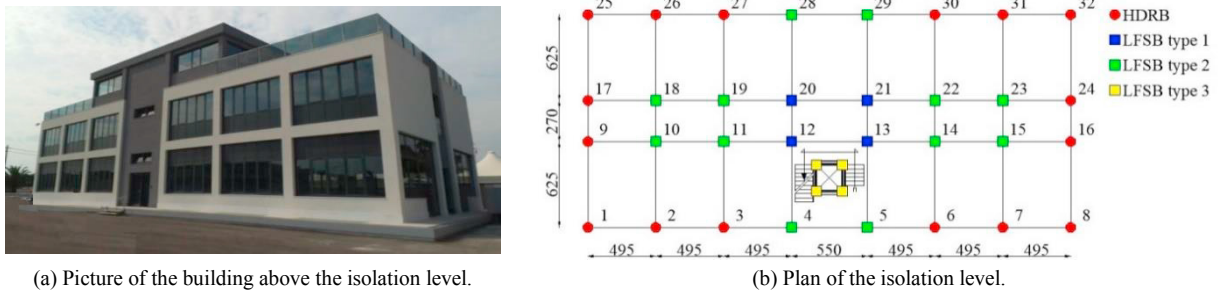 25 26 27 28 29 30 31 32
HDRB
LFSB type 1
LFSB type 2
LFSB type 3
625
17 18 19 20 21 22 23 24
270
9 10 11 12 13 14 15 16
625
1 2 3 4 5 6 7 8
495 495 495 550 495 495 495
(a) Picture of the building above the isolation level.
(b) Plan of the isolation level.